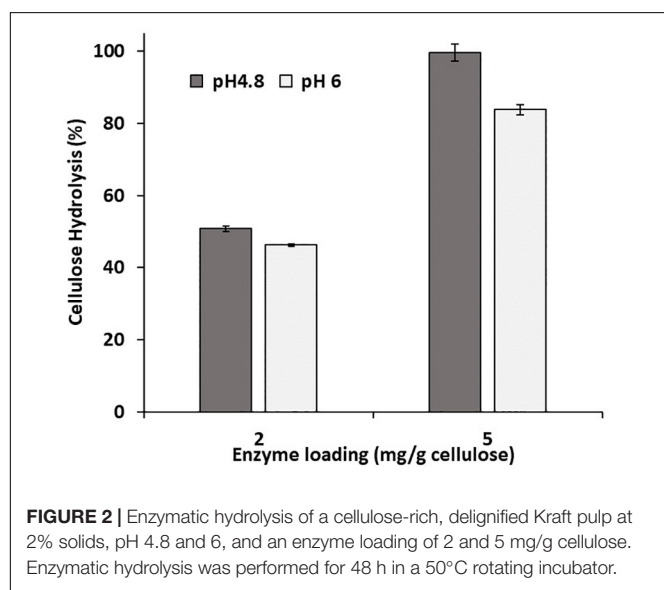 100
80
60
40
20
0
Cellulose Hydrolysis (%)
pH4.8 pH 6
2 5
Enzyme loading (mg/g cellulose)
FIGURE 2 | Enzymatic hydrolysis of a cellulose-rich, delignified Kraft pulp at
2% solids, pH 4.8 and 6, and an enzyme loading of 2 and 5 mg/g cellulose.
Enzymatic hydrolysis was performed for 48 h in a 50°C rotating incubator.